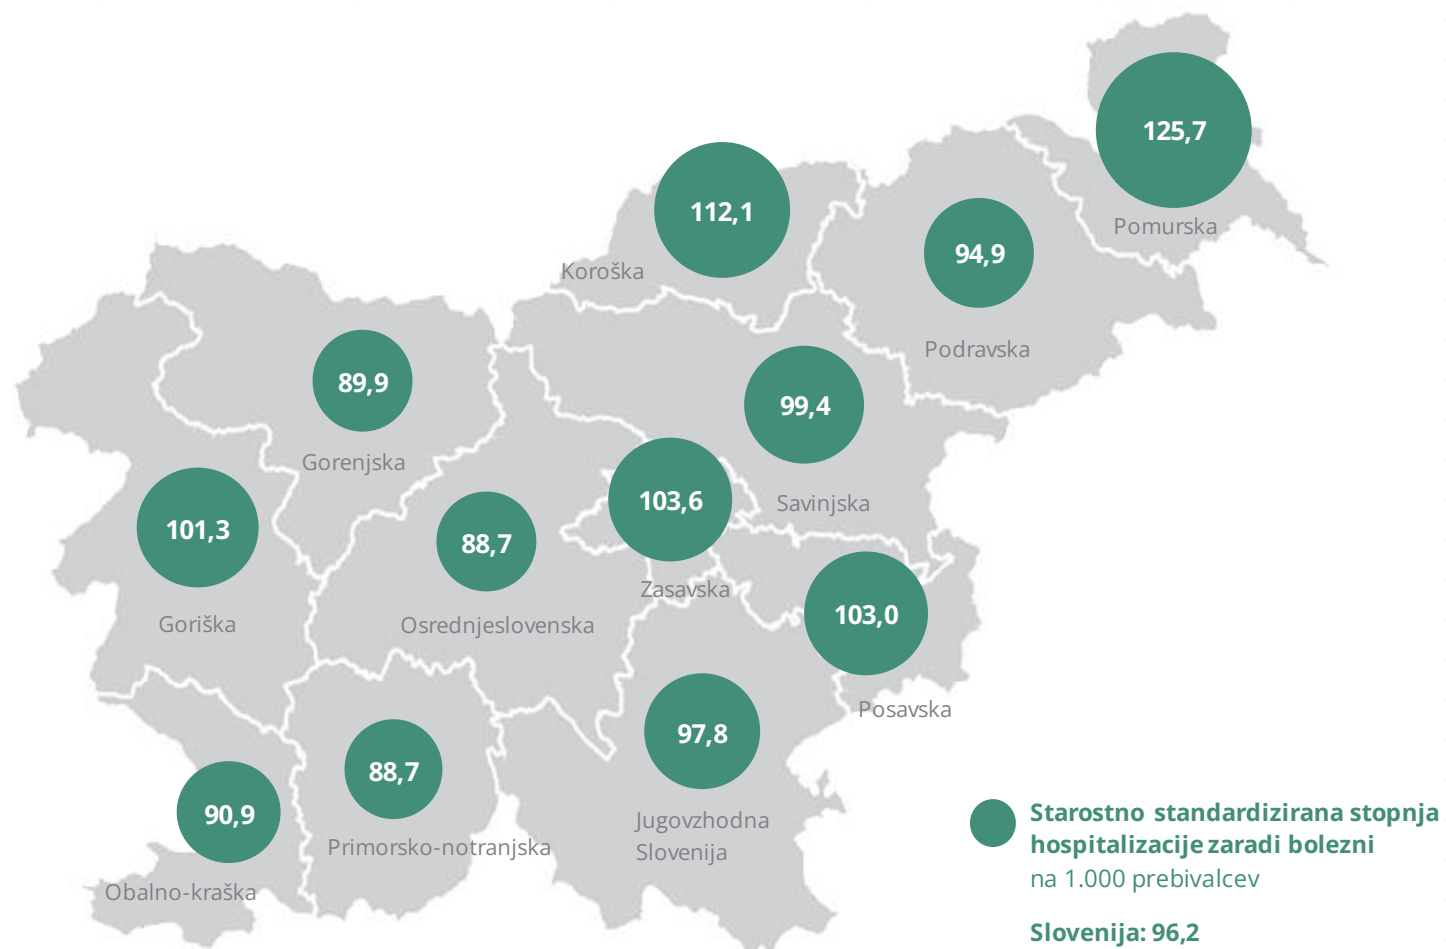 125,7
Pomurska
112,1
Koroška
94,9
Podravska
89,9
Gorenjska
99,4
Savinjska
103,6
Zasavska
101,3
Goriška
88,7
Osrednjeslovenska
103,0
Posavska
97,8
Jugovzhodna
Slovenija
88,7
Primorsko-notranjska
90,9
Obalno-kraška
Starostno standardizirana stopnja
hospitalizacije zaradi bolezni
na 1.000 prebivalcev
Slovenija: 96,2